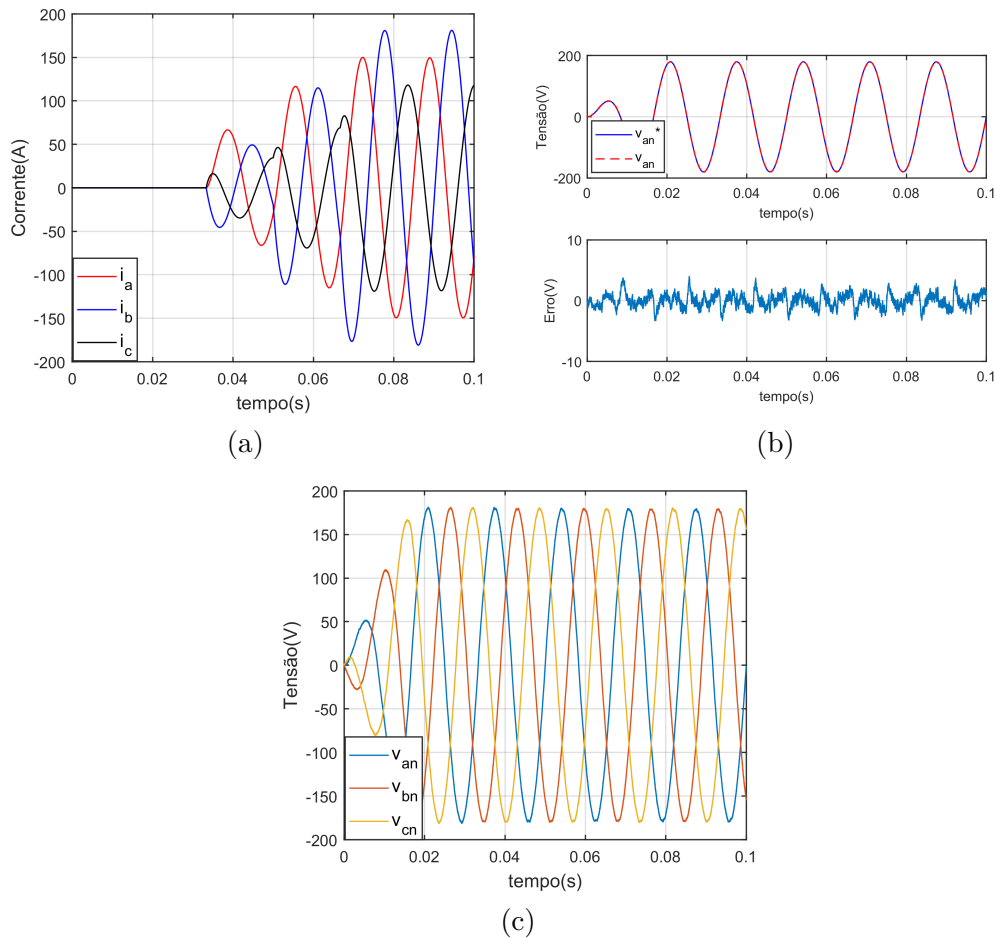 200
150
100
50
0
-50
-100
-150
-200
Corrente(A)
i_a
i_b
i_c
0 0.02 0.04 0.06 0.08 0.1
tempo(s)
(a)
200
0
-200
Tensão(V)
v_an*
v_an
0 0.02 0.04 0.06 0.08 0.1
tempo(s)
10
0
-10
Erro(V)
0 0.02 0.04 0.06 0.08 0.1
tempo(s)
(b)
200
150
100
50
0
-50
-100
-150
-200
Tensão(V)
v_an
v_bn
v_cn
0 0.02 0.04 0.06 0.08 0.1
tempo(s)
(c)